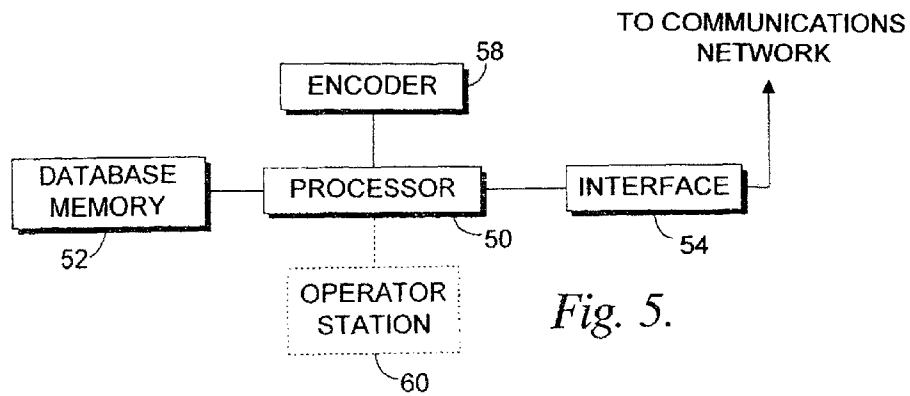 TO COMMUNICATIONS
NETWORK
58
ENCODER
DATABASE
MEMORY
52
PROCESSOR
50
INTERFACE
54
OPERATOR
STATION
60
Fig. 5.